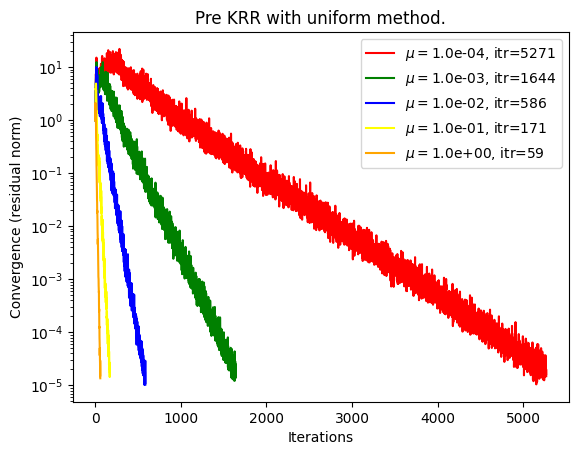 Pre KRR with uniform method.
μ = 1.0e-04, itr=5271
μ = 1.0e-03, itr=1644
μ = 1.0e-02, itr=586
μ = 1.0e-01, itr=171
μ = 1.0e+00, itr=59
Convergence (residual norm)
10¹
10⁰
10⁻¹
10⁻²
10⁻³
10⁻⁴
10⁻⁵
0 1000 2000 3000 4000 5000
Iterations